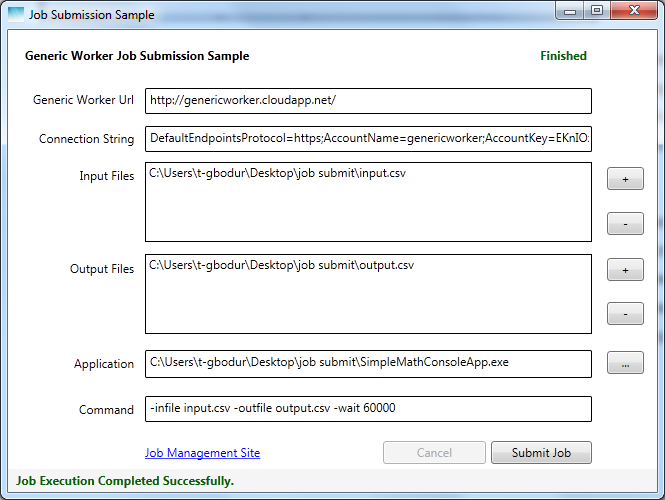 Job Submission Sample
Generic Worker Job Submission Sample
Finished
Generic Worker Url
http://genericworker.cloudapp.net/
Connection String
DefaultEndpointsProtocol=https;AccountName=genericworker;AccountKey=EKnIO
Input Files
C:\Users\t-gbodur\Desktop\job submit\input.csv
+
-
Output Files
C:\Users\t-gbodur\Desktop\job submit\output.csv
+
-
Application
C:\Users\t-gbodur\Desktop\job submit\SimpleMathConsoleApp.exe
...
Command
-infile input.csv -outfile output.csv -wait 60000
Job Management Site
Cancel
Submit Job
Job Execution Completed Successfully.